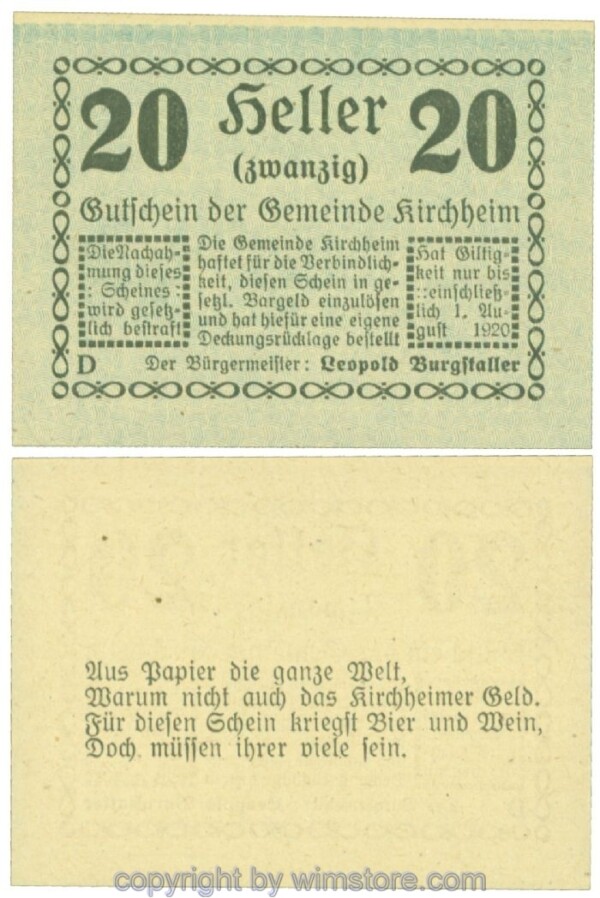 20 Heller 20
(zwanzig)
Gutschein der Gemeinde Kirchheim
Die Nachah-
mung dieses
: Scheines :
wird gesetz-
lich bestraft
Die Gemeinde Kirchheim
haftet für die Verbindlich-
keit, diesen Schein in ge-
setzl. Bargeld einzulösen
und hat hiefür eine eigene
Deckungsrücklage bestellt
Hat Giltig-
keit nur bis
::einschließ-
lich 1. Au-
gust 1920
D Der Bürgermeister: Leopold Burgstaller
Aus Papier die ganze Welt,
Warum nicht auch das Kirchheimer Geld.
Für diesen Schein kriegst Bier und Wein,
Doch müssen ihrer viele sein.
copyright by wimstore.com